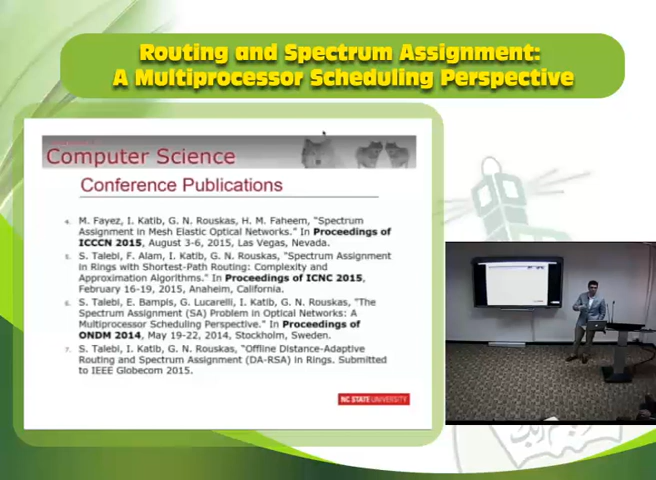 Routing and Spectrum Assignment:
A Multiprocessor Scheduling Perspective
Computer Science
Conference Publications
4. M. Fayez, I. Katib, G. N. Rouskas, H. M. Faheem, "Spectrum
Assignment in Mesh Elastic Optical Networks." In Proceedings of
ICCCN 2015, August 3-6, 2015, Las Vegas, Nevada.
5. S. Talebi, F. Alam, I. Katib, G. N. Rouskas, "Spectrum Assignment
in Rings with Shortest-Path Routing: Complexity and
Approximation Algorithms." In Proceedings of ICNC 2015,
February 16-19, 2015, Anaheim, California.
6. S. Talebi, E. Bampis, G. Lucarelli, I. Katib, G. N. Rouskas, "The
Spectrum Assignment (SA) Problem in Optical Networks: A
Multiprocessor Scheduling Perspective." In Proceedings of
ONDM 2014, May 19-22, 2014, Stockholm, Sweden.
7. S. Talebi, I. Katib, G. N. Rouskas, "Offline Distance-Adaptive
Routing and Spectrum Assignment (DA-RSA) in Rings. Submitted
to IEEE Globecom 2015.
NC STATE UNIVERSITY